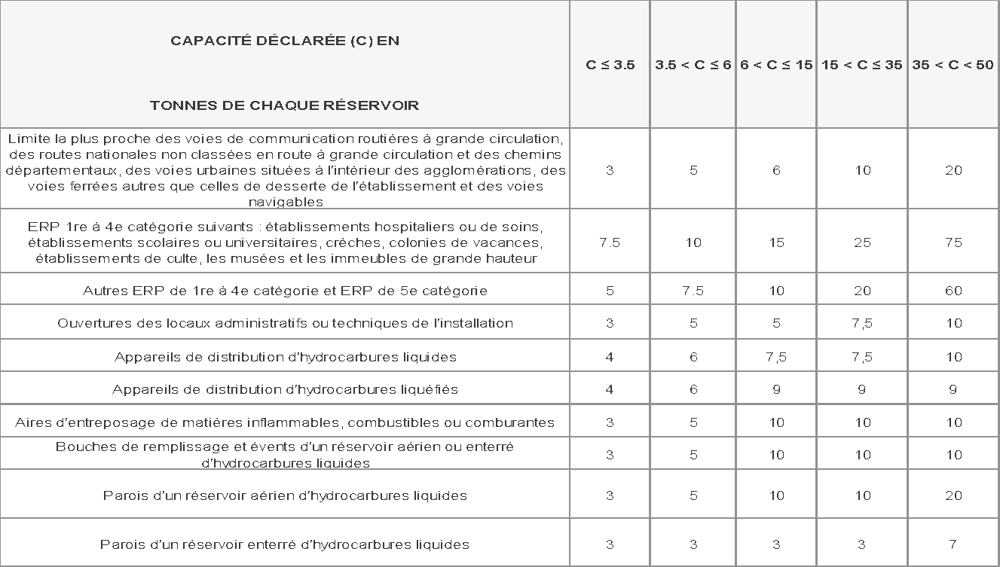 CAPACITÉ DÉCLARÉE (C) EN
TONNES DE CHAQUE RÉSERVOIR
C ≤ 3.5
3.5 < C ≤ 6
6 < C ≤ 15
15 < C ≤ 35
35 < C < 50
Limite la plus proche des voies de communication routières à grande circulation,
des routes nationales non classées en route à grande circulation et des chemins
départementaux, des voies urbaines situées à l'intérieur des agglomérations, des
voies ferrées autres que celles de desserte de l'établissement et des voies
navigables
3
5
6
10
20
ERP 1re à 4e catégorie suivants : établissements hospitaliers ou de soins,
établissements scolaires ou universitaires, crèches, colonies de vacances,
établissements de culte, les musées et les immeubles de grande hauteur
7.5
10
15
25
75
Autres ERP de 1re à 4e catégorie et ERP de 5e catégorie
5
7.5
10
20
60
Ouvertures des locaux administratifs ou techniques de l'installation
3
5
5
7,5
10
Appareils de distribution d'hydrocarbures liquides
4
6
7,5
7,5
10
Appareils de distribution d'hydrocarbures liquéfiés
4
6
9
9
9
Aires d'entreposage de matières inflammables, combustibles ou comburantes
3
5
10
10
10
Bouches de remplissage et évents d'un réservoir aérien ou enterré
d'hydrocarbures liquides
3
5
10
10
10
Parois d'un réservoir aérien d'hydrocarbures liquides
3
5
10
10
20
Parois d'un réservoir enterré d'hydrocarbures liquides
3
3
3
3
7